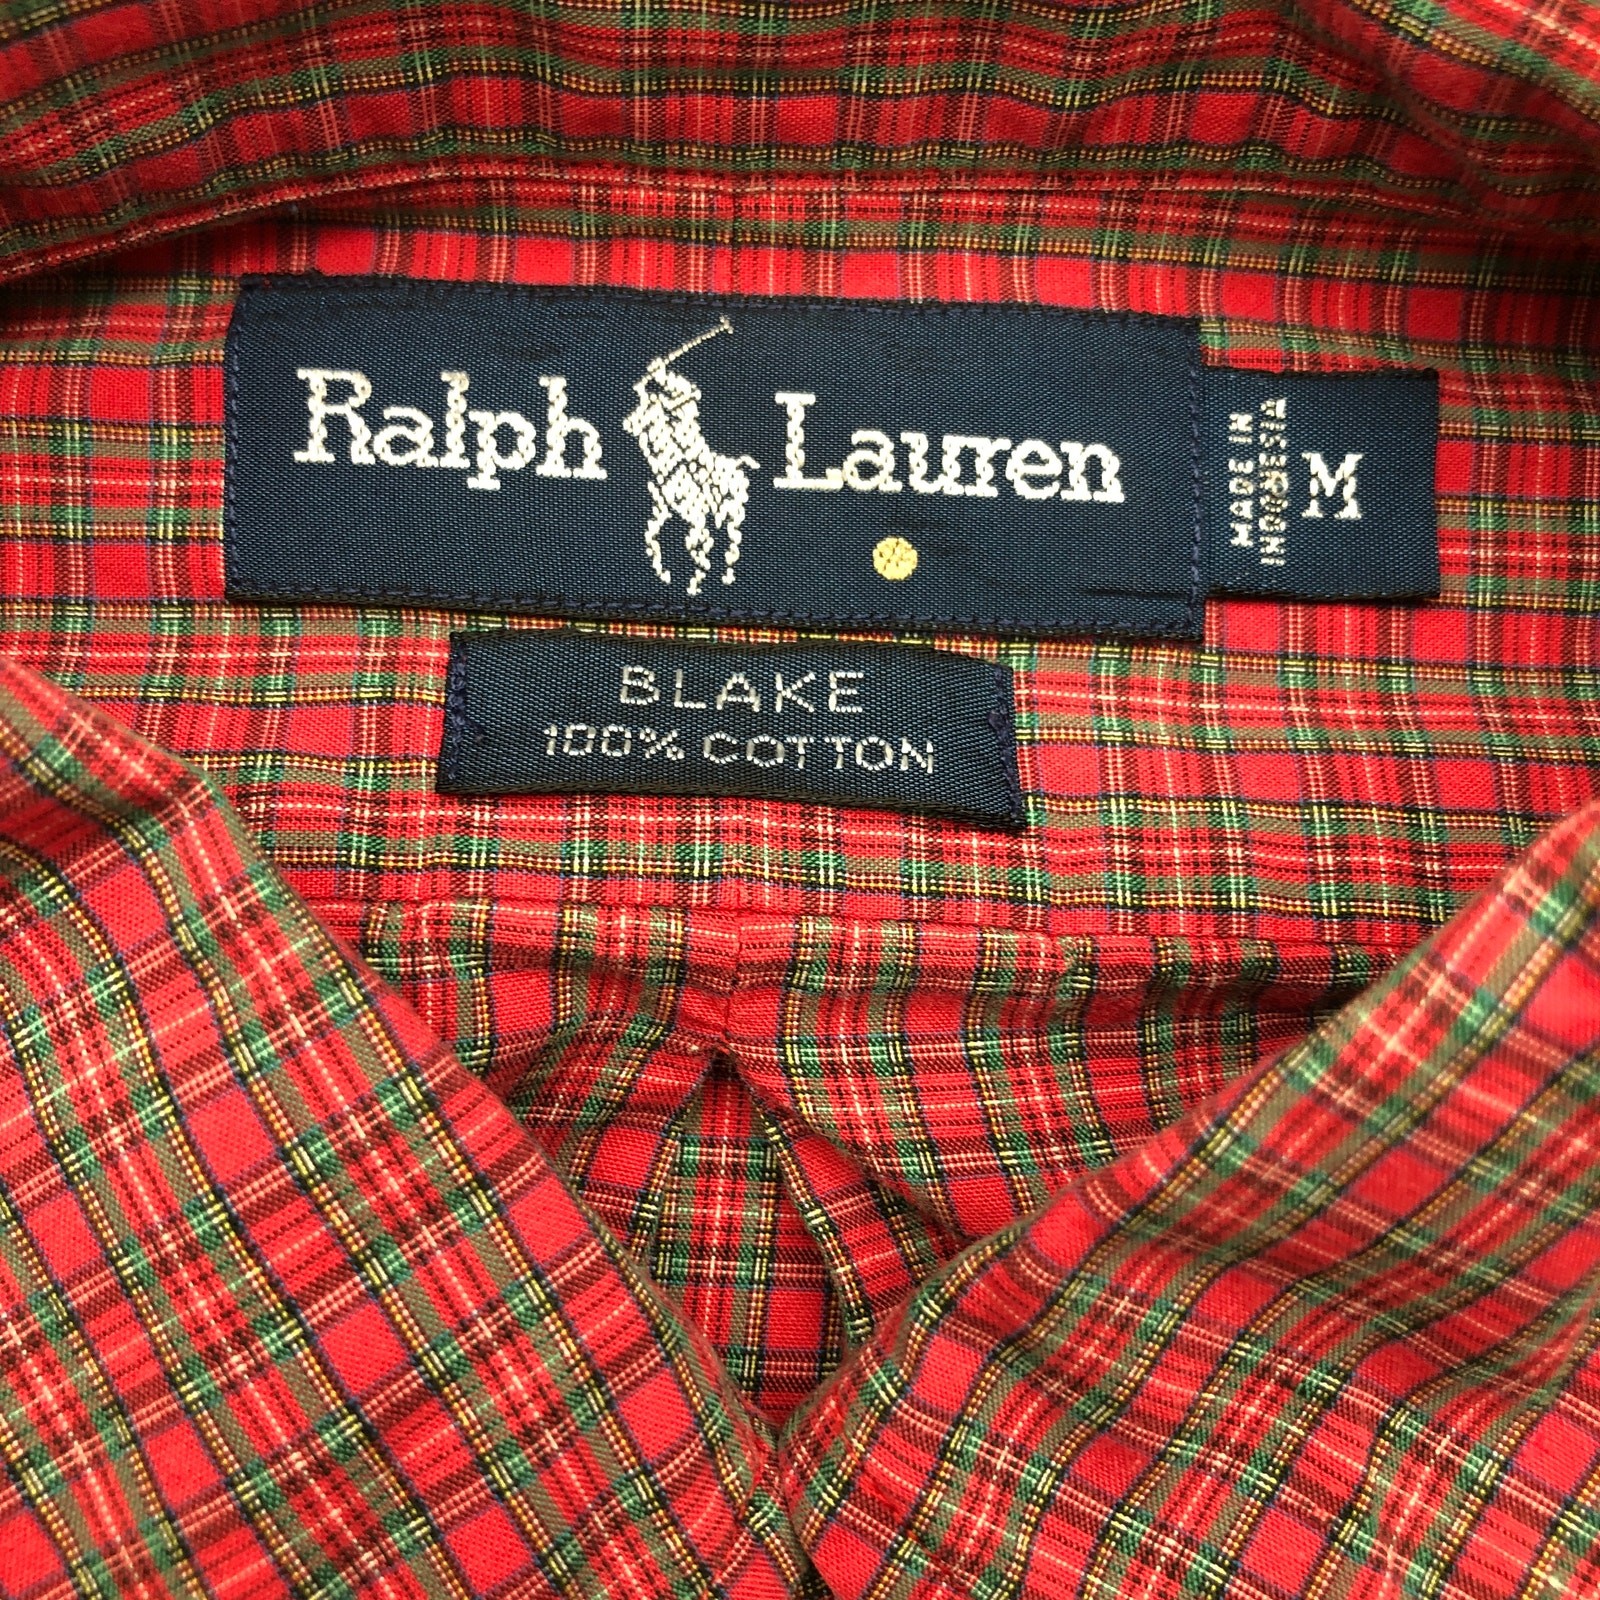 Ralph Lauren
MADE IN
INDONESIA
M
BLAKE
100% COTTON